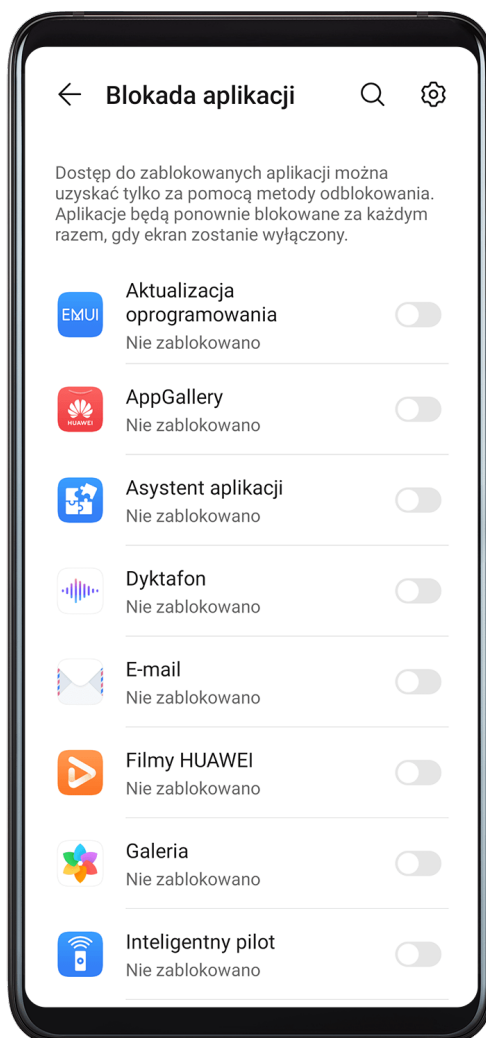 Blokada aplikacji
Dostęp do zablokowanych aplikacji można
uzyskać tylko za pomocą metody odblokowania.
Aplikacje będą ponownie blokowane za każdym
razem, gdy ekran zostanie wyłączony.
EMUI
Aktualizacja
oprogramowania
Nie zablokowano
HUAWEI
AppGallery
Nie zablokowano
Asystent aplikacji
Nie zablokowano
Dyktafon
Nie zablokowano
E-mail
Nie zablokowano
Filmy HUAWEI
Nie zablokowano
Galeria
Nie zablokowano
Inteligentny pilot
Nie zablokowano